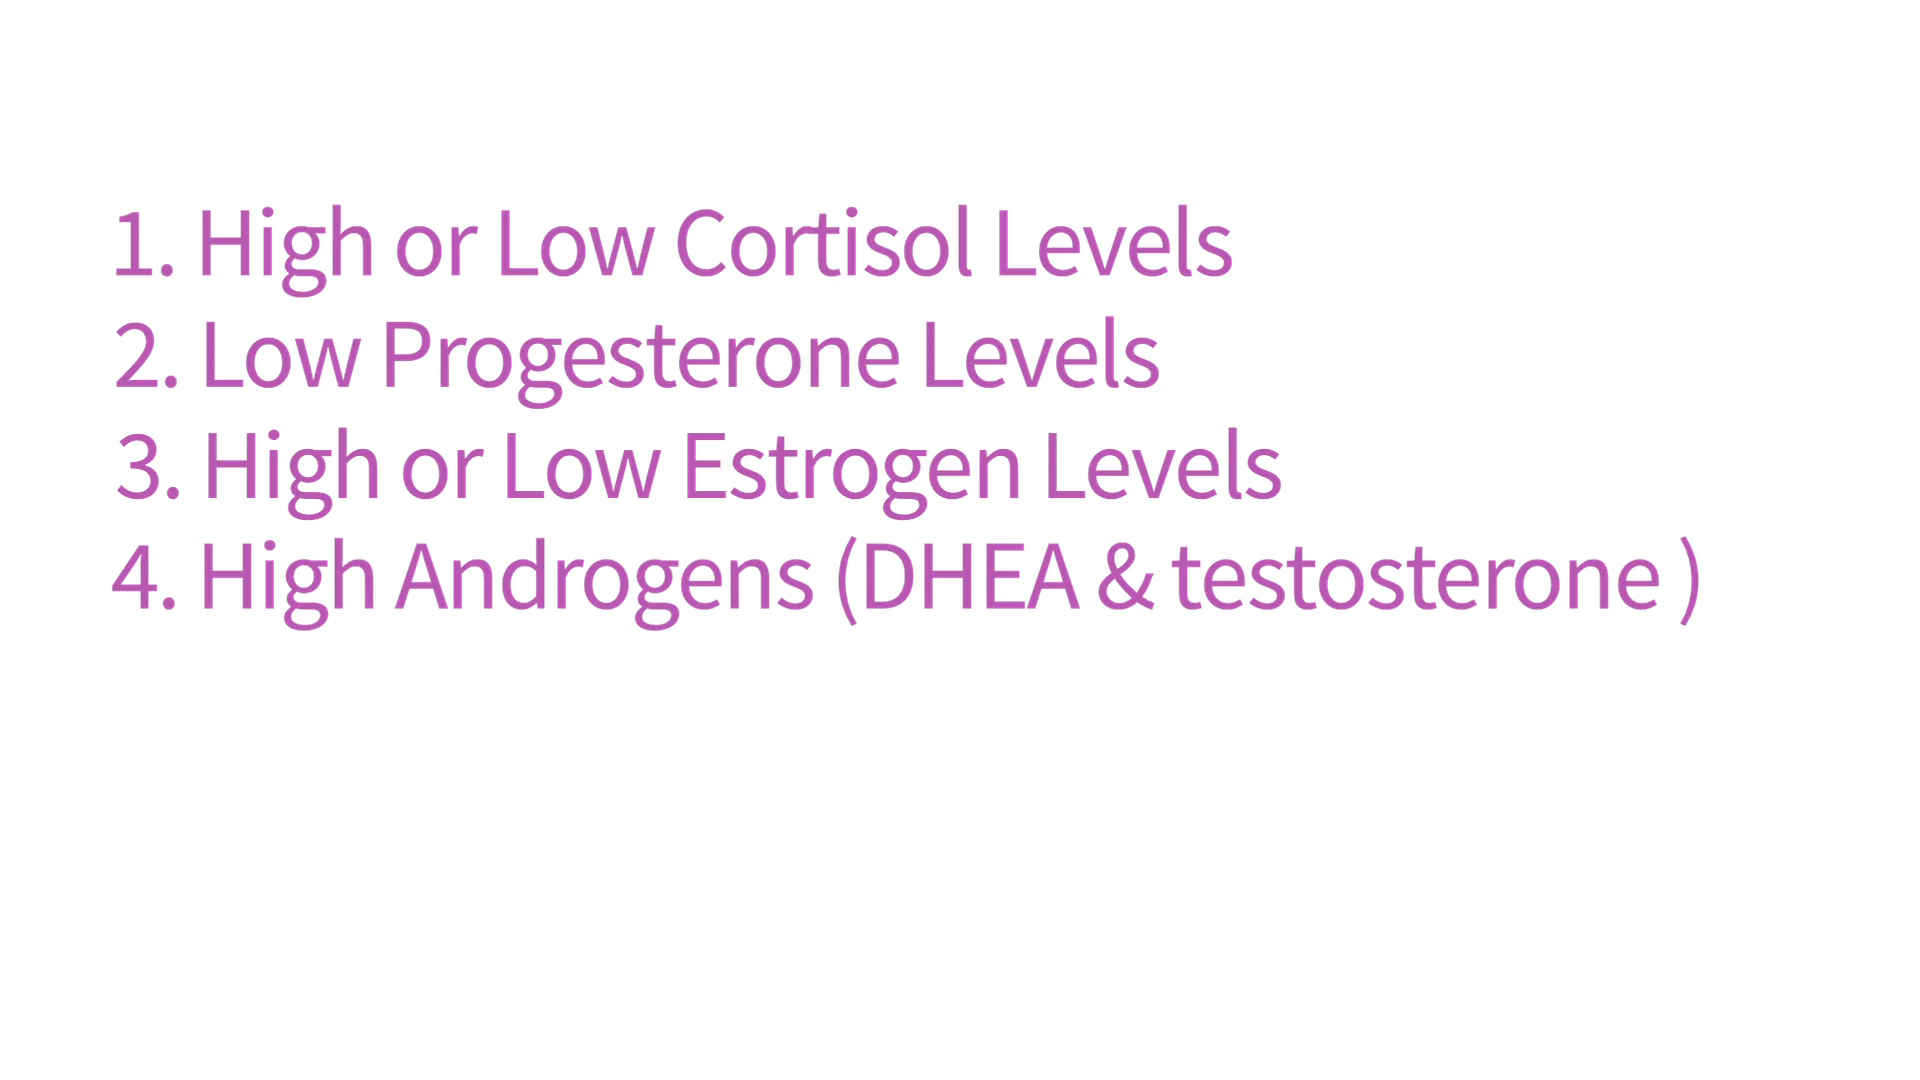 1. High or Low Cortisol Levels
2. Low Progesterone Levels
3. High or Low Estrogen Levels
4. High Androgens (DHEA & testosterone )